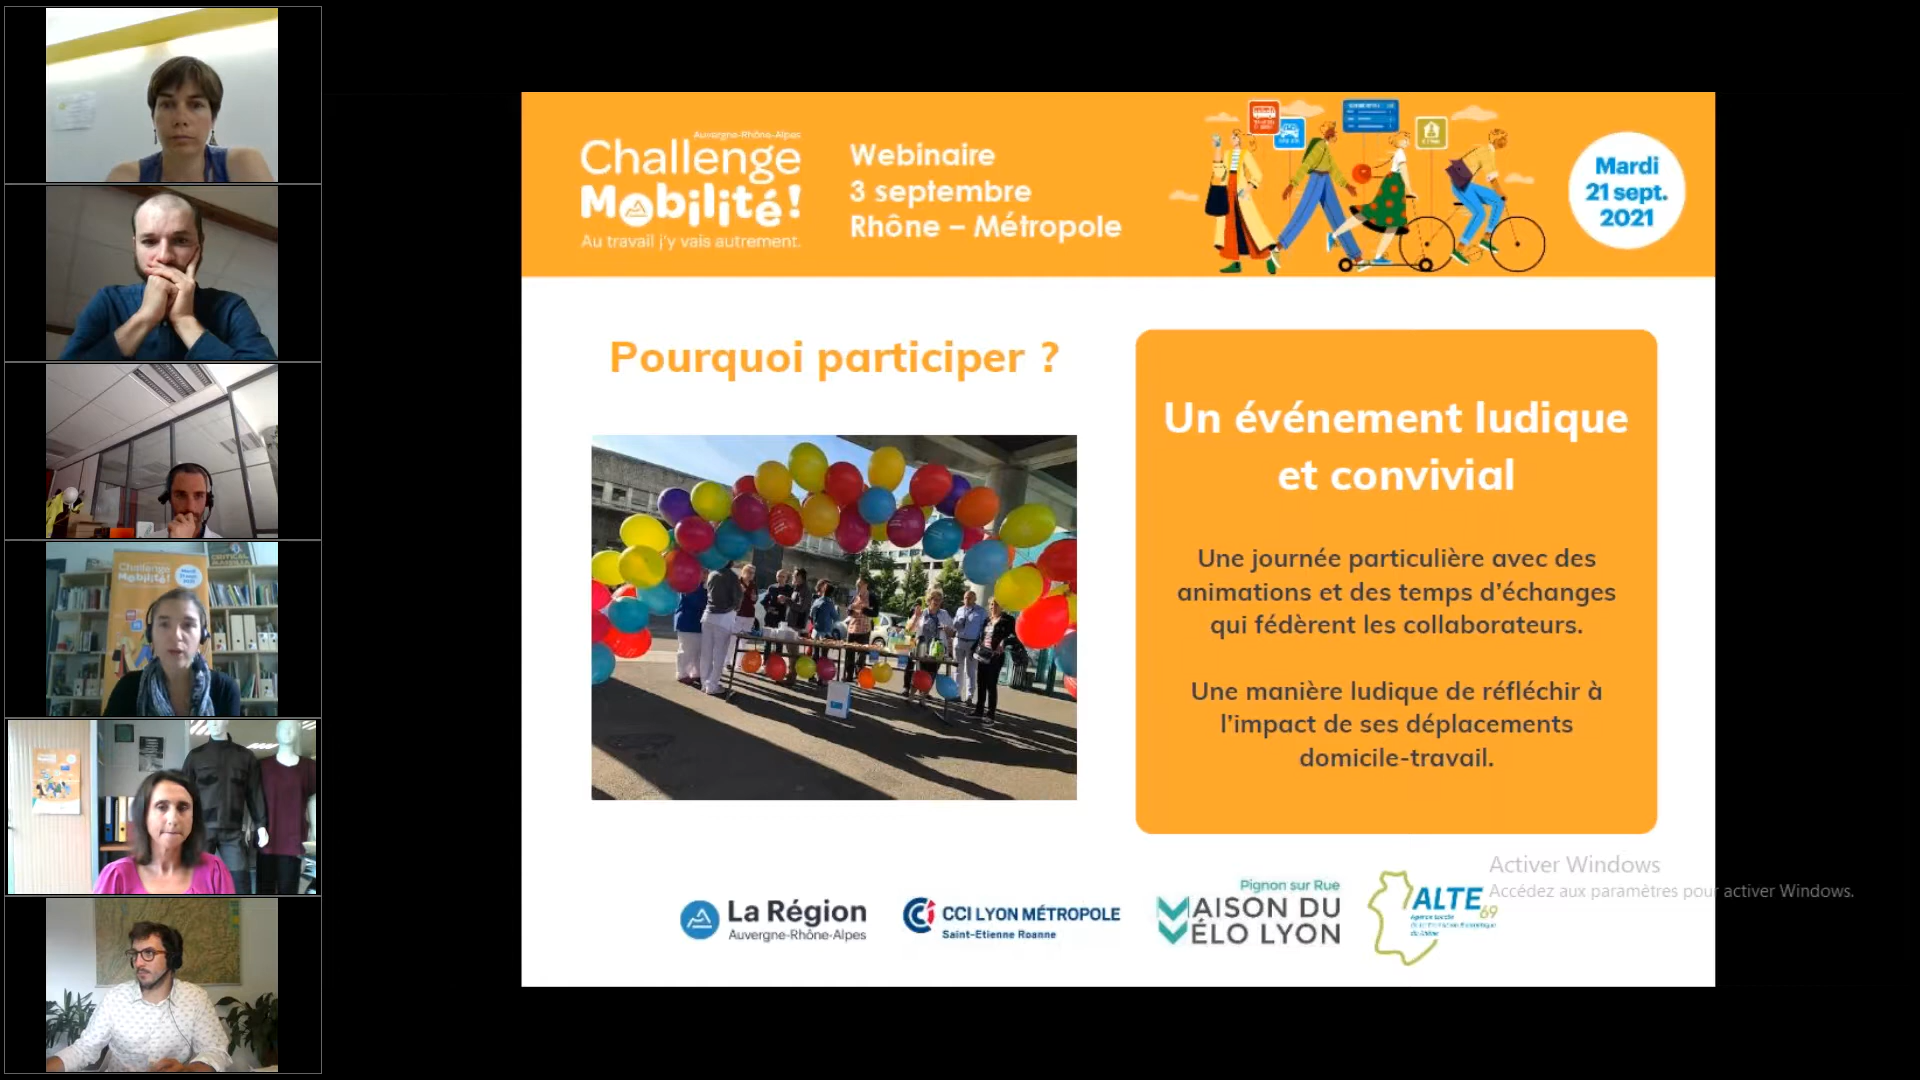 Auvergne-Rhône-Alpes
Challenge
Mobilité!
Au travail j'y vais autrement.
Webinaire
3 septembre
Rhône – Métropole
Mardi
21 sept.
2021
Pourquoi participer ?
Un événement ludique
et convivial
Une journée particulière avec des
animations et des temps d'échanges
qui fédèrent les collaborateurs.
Une manière ludique de réfléchir à
l'impact de ses déplacements
domicile-travail.
La Région
Auvergne-Rhône-Alpes
CCI LYON MÉTROPOLE
Saint-Etienne Roanne
Pignon sur Rue
MAISON DU
VÉLO LYON
ALTE
69
Activer Windows
Accédez aux paramètres pour activer Windows.
Challenge
Mobilité!
CRITICAL